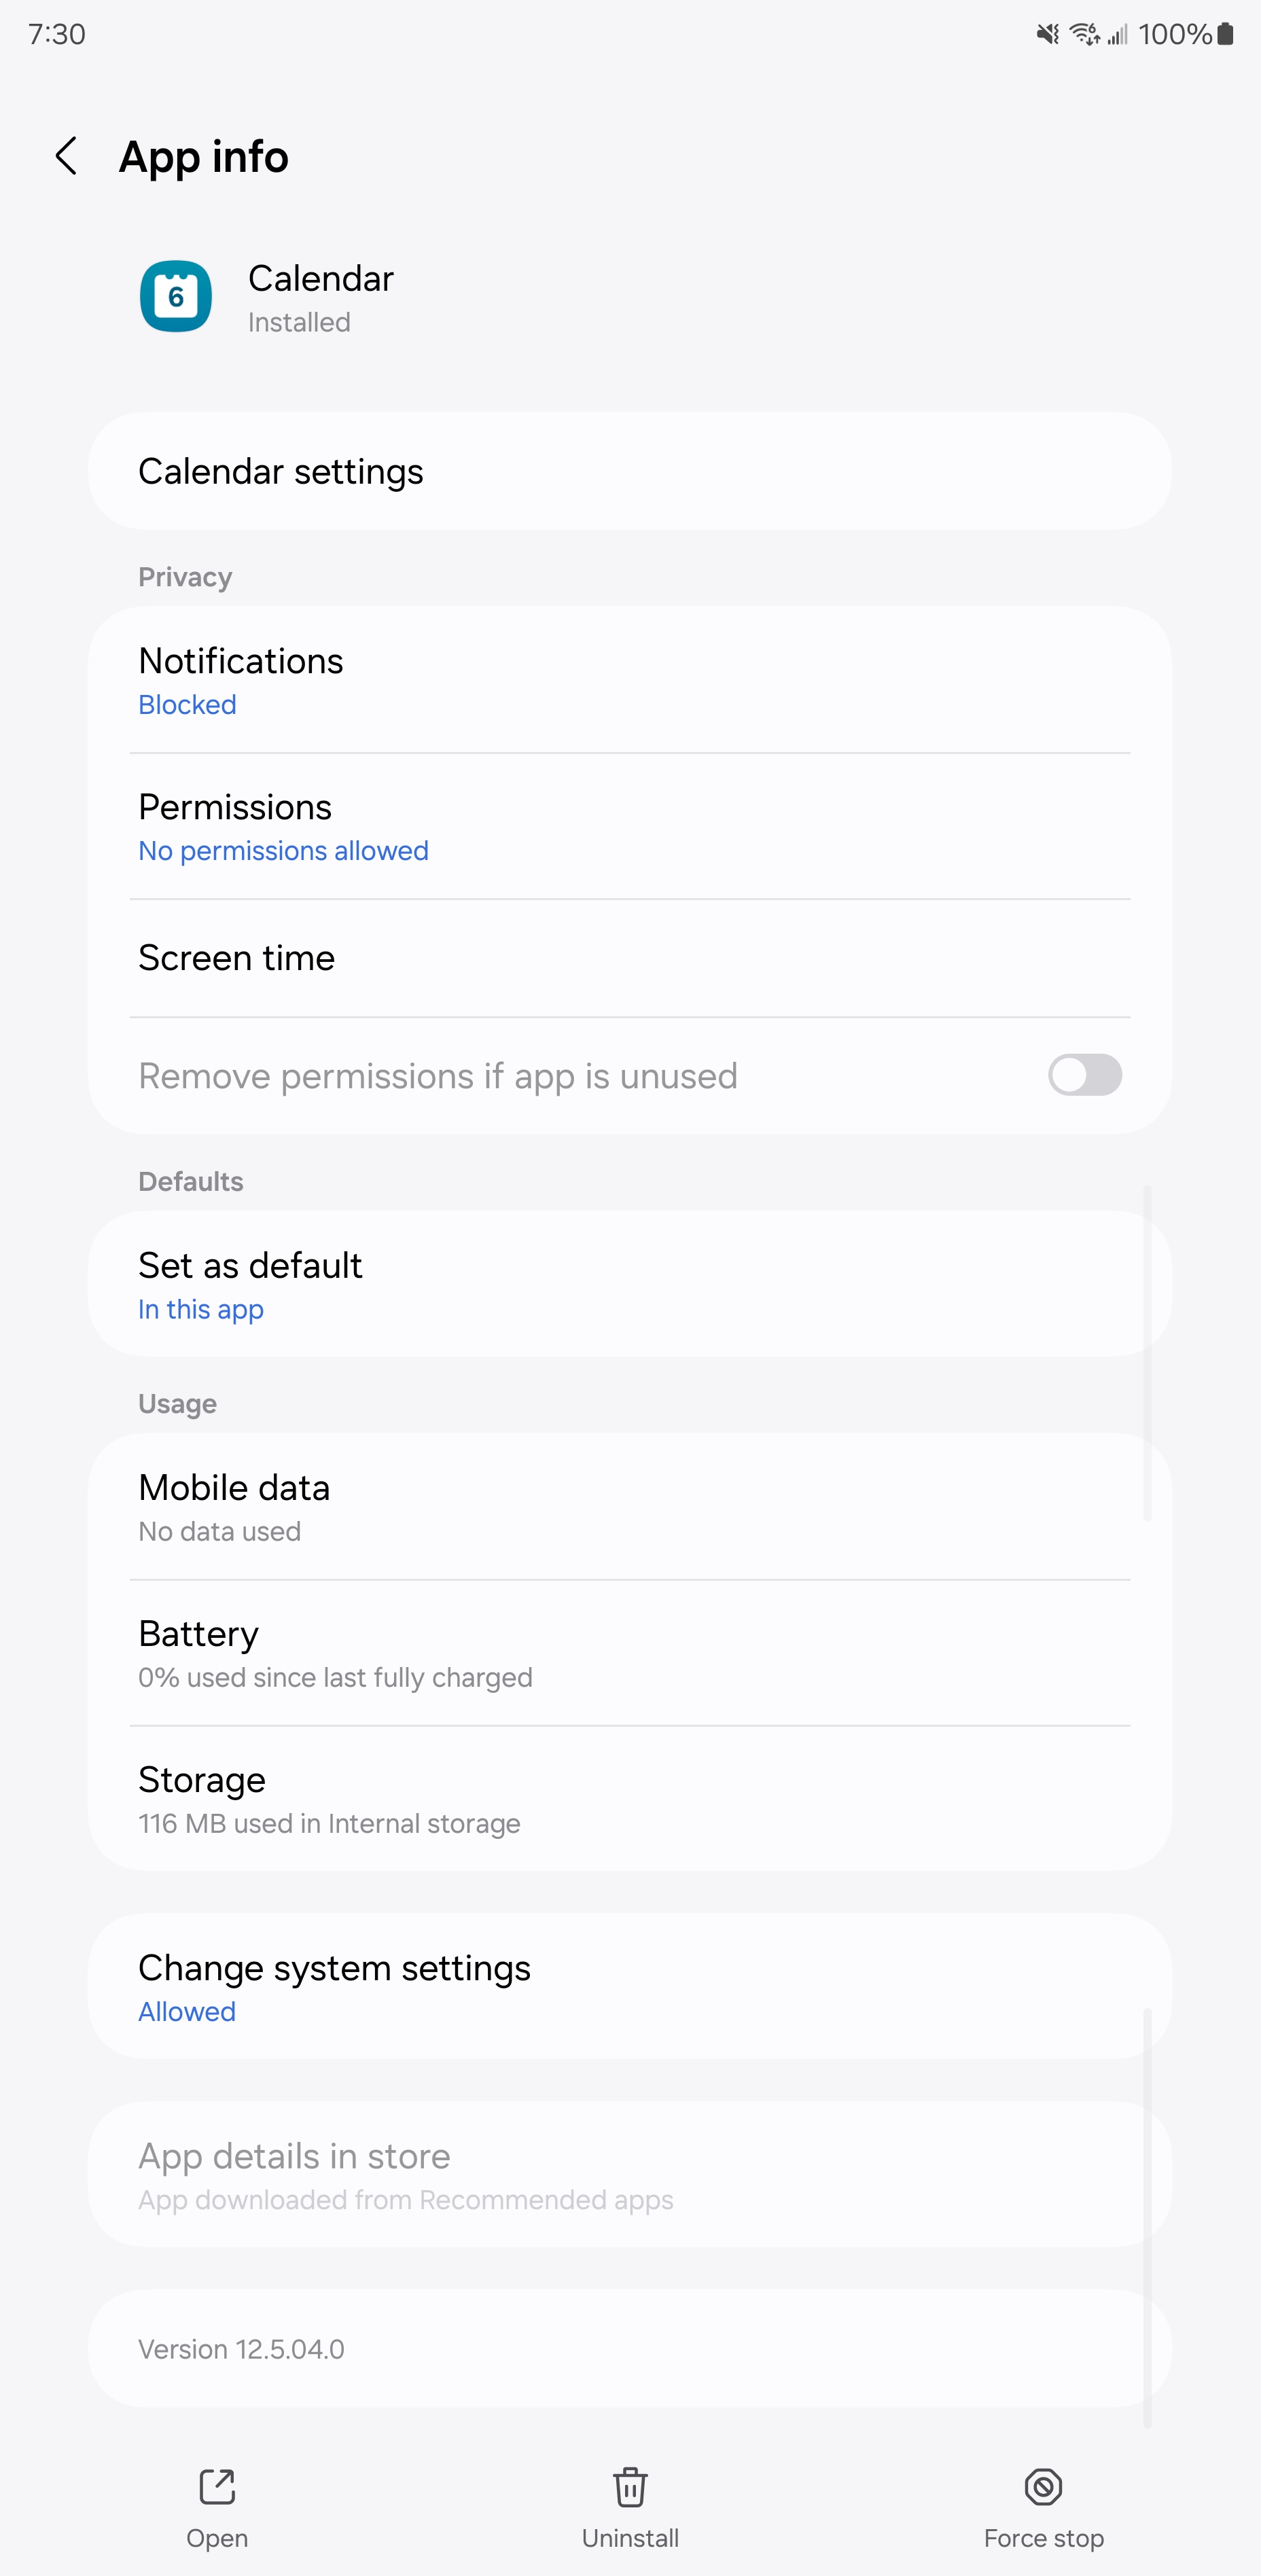 7:30
100%
App info
6
Calendar
Installed
Calendar settings
Privacy
Notifications
Blocked
Permissions
No permissions allowed
Screen time
Remove permissions if app is unused
Defaults
Set as default
In this app
Usage
Mobile data
No data used
Battery
0% used since last fully charged
Storage
116 MB used in Internal storage
Change system settings
Allowed
App details in store
App downloaded from Recommended apps
Version 12.5.04.0
Open
Uninstall
Force stop